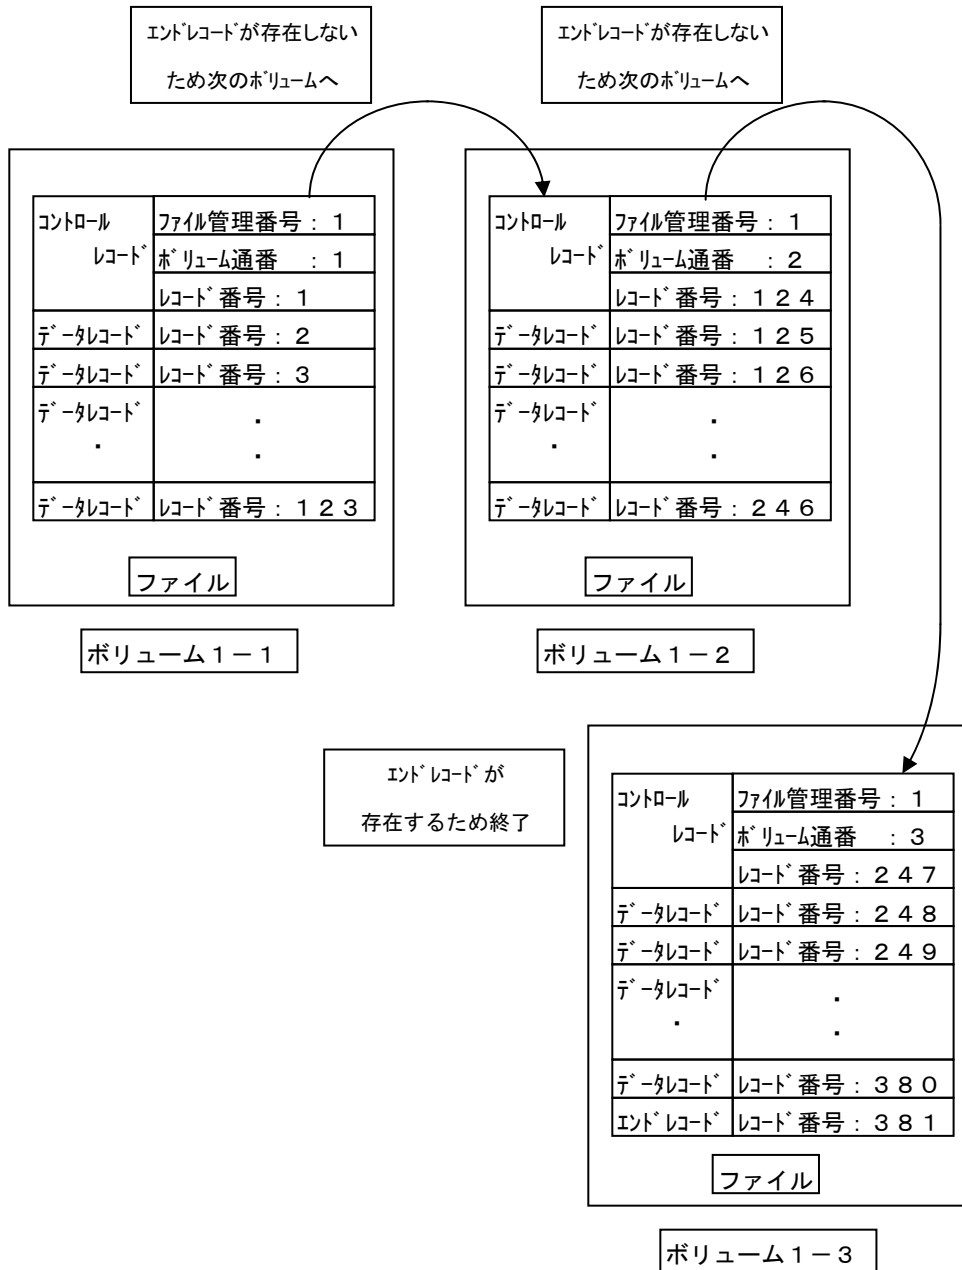 ｴﾝﾄﾞﾚｺｰﾄﾞが存在しない
ため次のﾎﾞﾘｭｰﾑへ
ｴﾝﾄﾞﾚｺｰﾄﾞが存在しない
ため次のﾎﾞﾘｭｰﾑへ
ｺﾝﾄﾛｰﾙ ﾌｧｲﾙ管理番号：１
ﾚｺｰﾄﾞ ﾎﾞﾘｭｰﾑ通番　：１
ﾚｺｰﾄﾞ番号：１
ﾃﾞｰﾀﾚｺｰﾄﾞ ﾚｺｰﾄﾞ番号：２
ﾃﾞｰﾀﾚｺｰﾄﾞ ﾚｺｰﾄﾞ番号：３
ﾃﾞｰﾀﾚｺｰﾄﾞ ・
・ ・
ﾃﾞｰﾀﾚｺｰﾄﾞ ﾚｺｰﾄﾞ番号：１２３
ファイル
ボリューム１－１
ｺﾝﾄﾛｰﾙ ﾌｧｲﾙ管理番号：１
ﾚｺｰﾄﾞ ﾎﾞﾘｭｰﾑ通番　：２
ﾚｺｰﾄﾞ番号：１２４
ﾃﾞｰﾀﾚｺｰﾄﾞ ﾚｺｰﾄﾞ番号：１２５
ﾃﾞｰﾀﾚｺｰﾄﾞ ﾚｺｰﾄﾞ番号：１２６
ﾃﾞｰﾀﾚｺｰﾄﾞ ・
・ ・
ﾃﾞｰﾀﾚｺｰﾄﾞ ﾚｺｰﾄﾞ番号：２４６
ファイル
ボリューム１－２
ｴﾝﾄﾞﾚｺｰﾄﾞが
存在するため終了
ｺﾝﾄﾛｰﾙ ﾌｧｲﾙ管理番号：１
ﾚｺｰﾄﾞ ﾎﾞﾘｭｰﾑ通番　：３
ﾚｺｰﾄﾞ番号：２４７
ﾃﾞｰﾀﾚｺｰﾄﾞ ﾚｺｰﾄﾞ番号：２４８
ﾃﾞｰﾀﾚｺｰﾄﾞ ﾚｺｰﾄﾞ番号：２４９
ﾃﾞｰﾀﾚｺｰﾄﾞ ・
・ ・
ﾃﾞｰﾀﾚｺｰﾄﾞ ﾚｺｰﾄﾞ番号：３８０
ｴﾝﾄﾞﾚｺｰﾄﾞ ﾚｺｰﾄﾞ番号：３８１
ファイル
ボリューム１－３